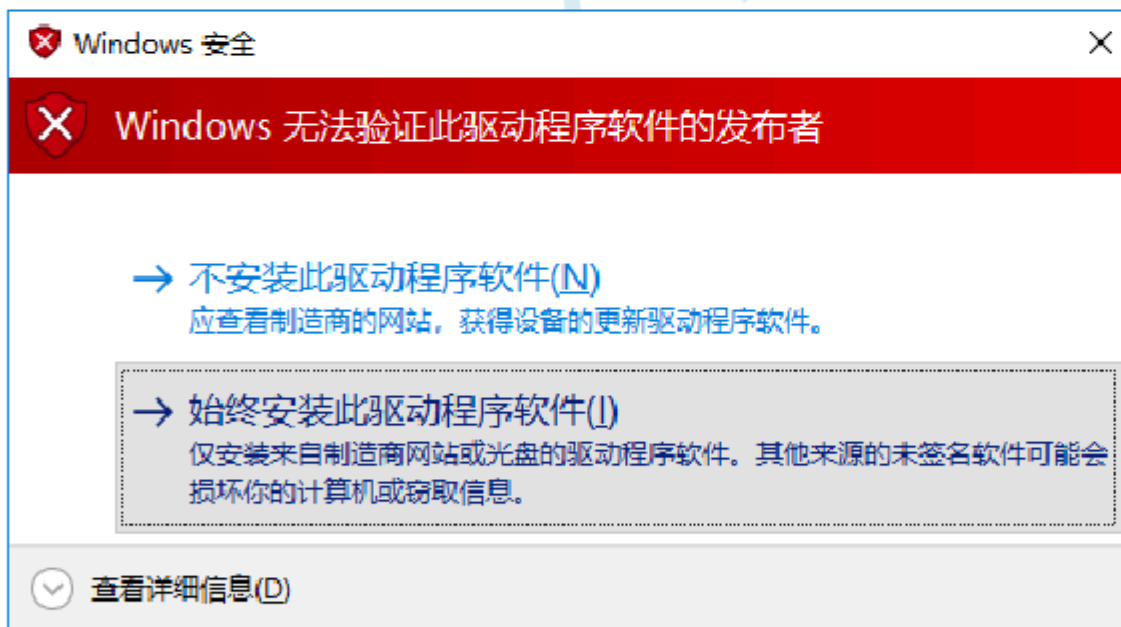 Windows 安全
Windows 无法验证此驱动程序软件的发布者
不安装此驱动程序软件(N)
应查看制造商的网站，获得设备的更新驱动程序软件。
始终安装此驱动程序软件(I)
仅安装来自制造商网站或光盘的驱动程序软件。其他来源的未签名软件可能会
损坏你的计算机或窃取信息。
查看详细信息(D)